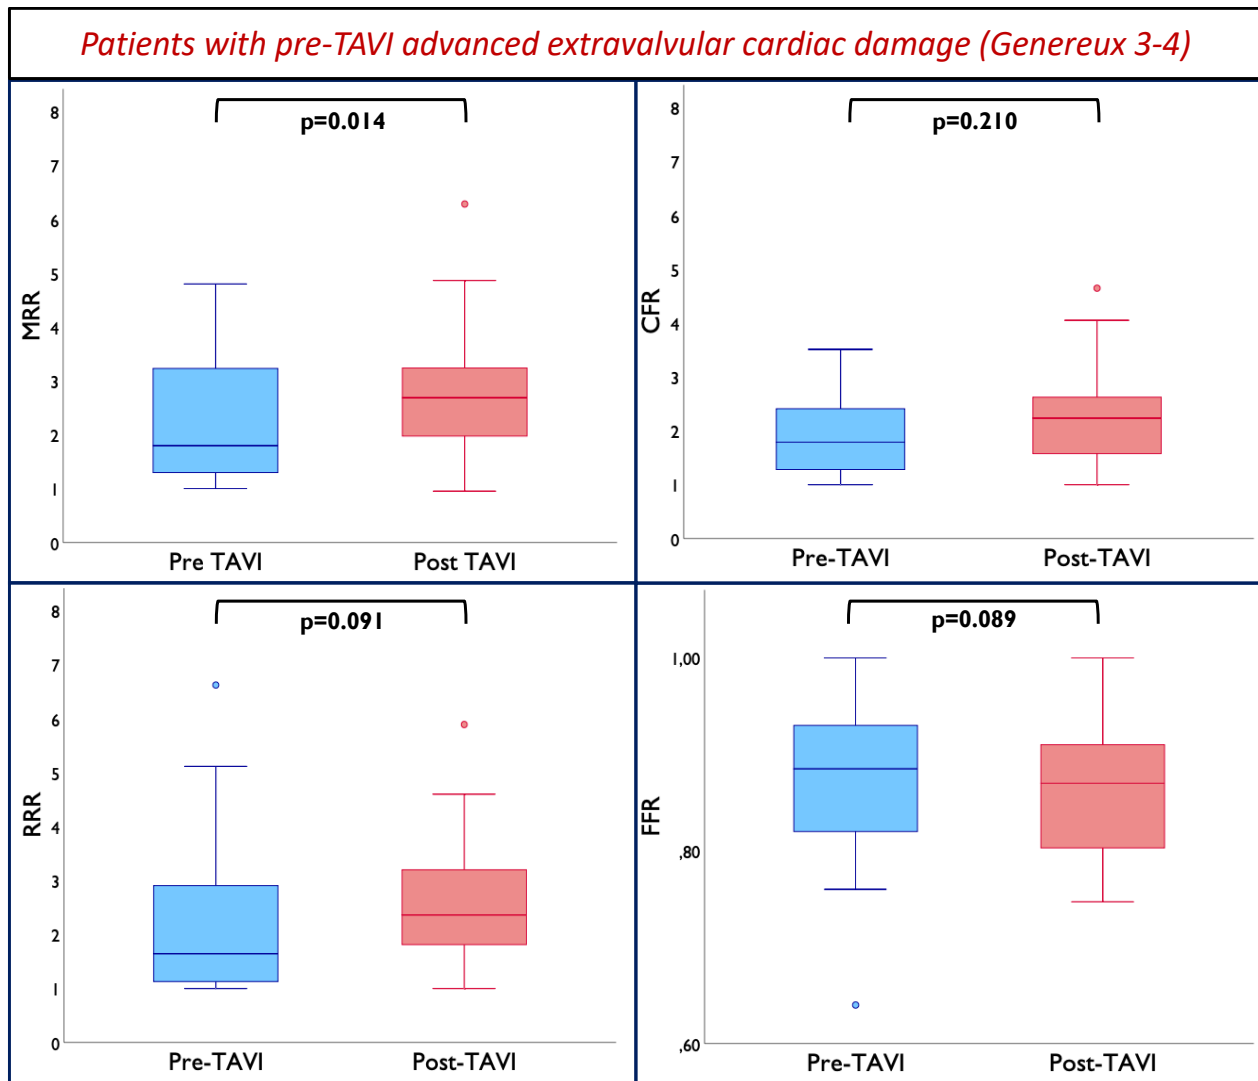 Patients with pre-TAVI advanced extravalvular cardiac damage (Genereux 3-4)
p=0.014
8
7
6
5
4
3
2
1
0
MRR
Pre TAVI
Post TAVI
p=0.210
8
7
6
5
4
3
2
1
0
CFR
Pre-TAVI
Post-TAVI
p=0.091
8
7
6
5
4
3
2
1
0
RRR
Pre-TAVI
Post-TAVI
p=0.089
1,00
,80
,60
FFR
Pre-TAVI
Post-TAVI